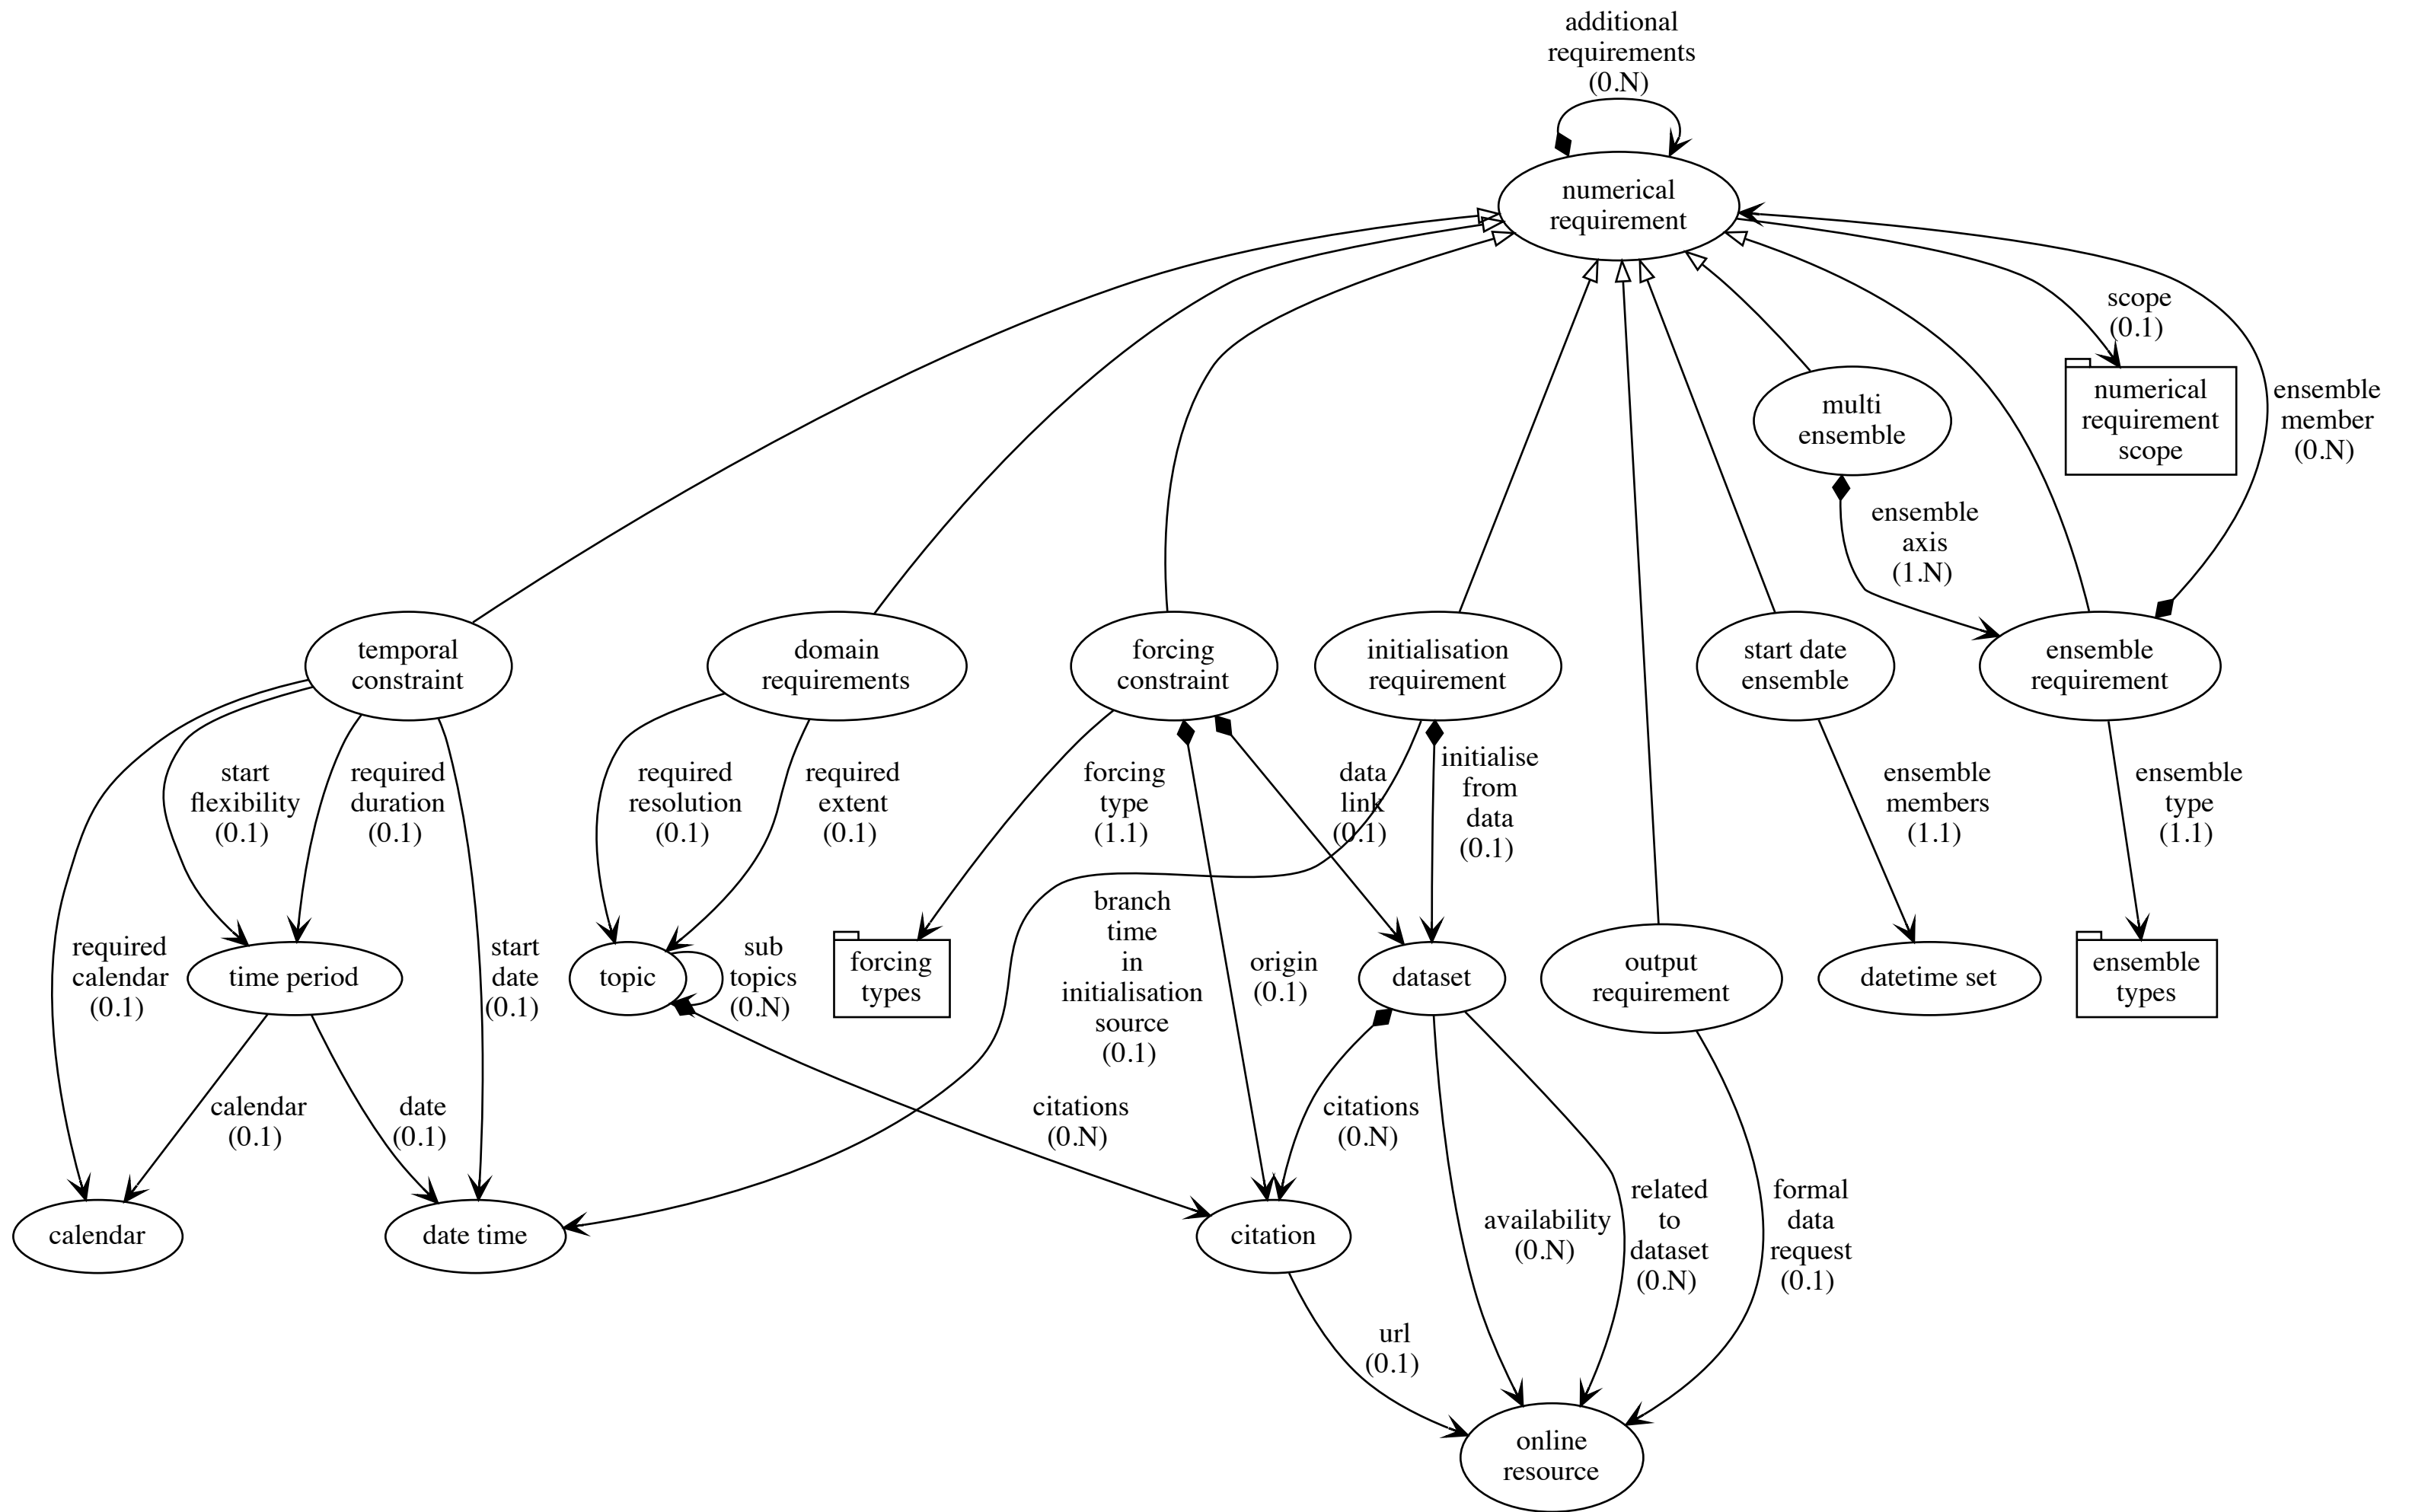 additional
requirements
(0.N)
numerical
requirement
scope
(0.1)
numerical
requirement
scope
ensemble
member
(0.N)
multi
ensemble
ensemble
axis
(1.N)
temporal
constraint
domain
requirements
forcing
constraint
initialisation
requirement
start date
ensemble
ensemble
requirement
start
flexibility
(0.1)
required
duration
(0.1)
required
resolution
(0.1)
required
extent
(0.1)
forcing
type
(1.1)
data
link
(0.1)
initialise
from
data
(0.1)
ensemble
members
(1.1)
ensemble
type
(1.1)
required
calendar
(0.1)
time period
start
date
(0.1)
topic
sub
topics
(0.N)
forcing
types
branch
time
in
initialisation
source
(0.1)
origin
(0.1)
dataset
output
requirement
datetime set
ensemble
types
calendar
(0.1)
date
(0.1)
citations
(0.N)
citations
(0.N)
calendar
date time
citation
availability
(0.N)
related
to
dataset
(0.N)
formal
data
request
(0.1)
url
(0.1)
online
resource